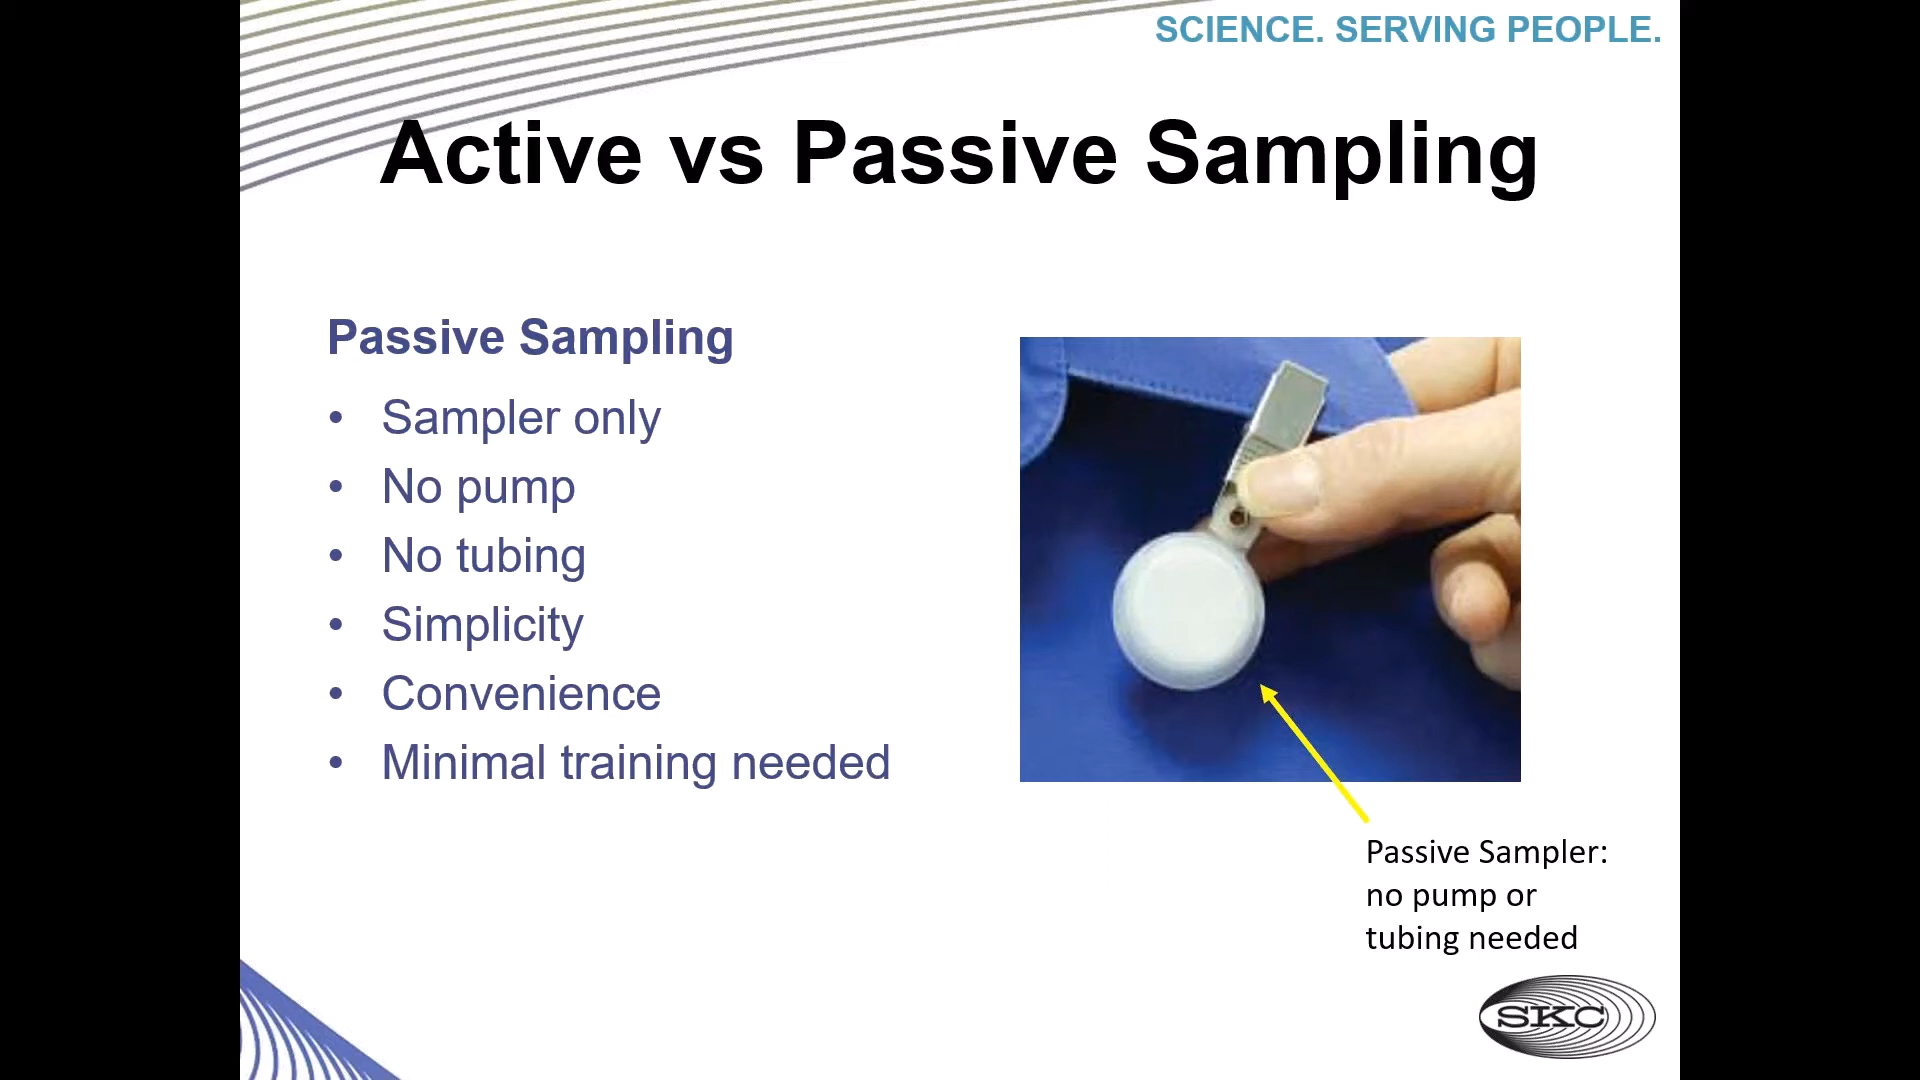 SCIENCE. SERVING PEOPLE.
Active vs Passive Sampling
Passive Sampling
• Sampler only
• No pump
• No tubing
• Simplicity
• Convenience
• Minimal training needed
Passive Sampler:
no pump or
tubing needed
SKC